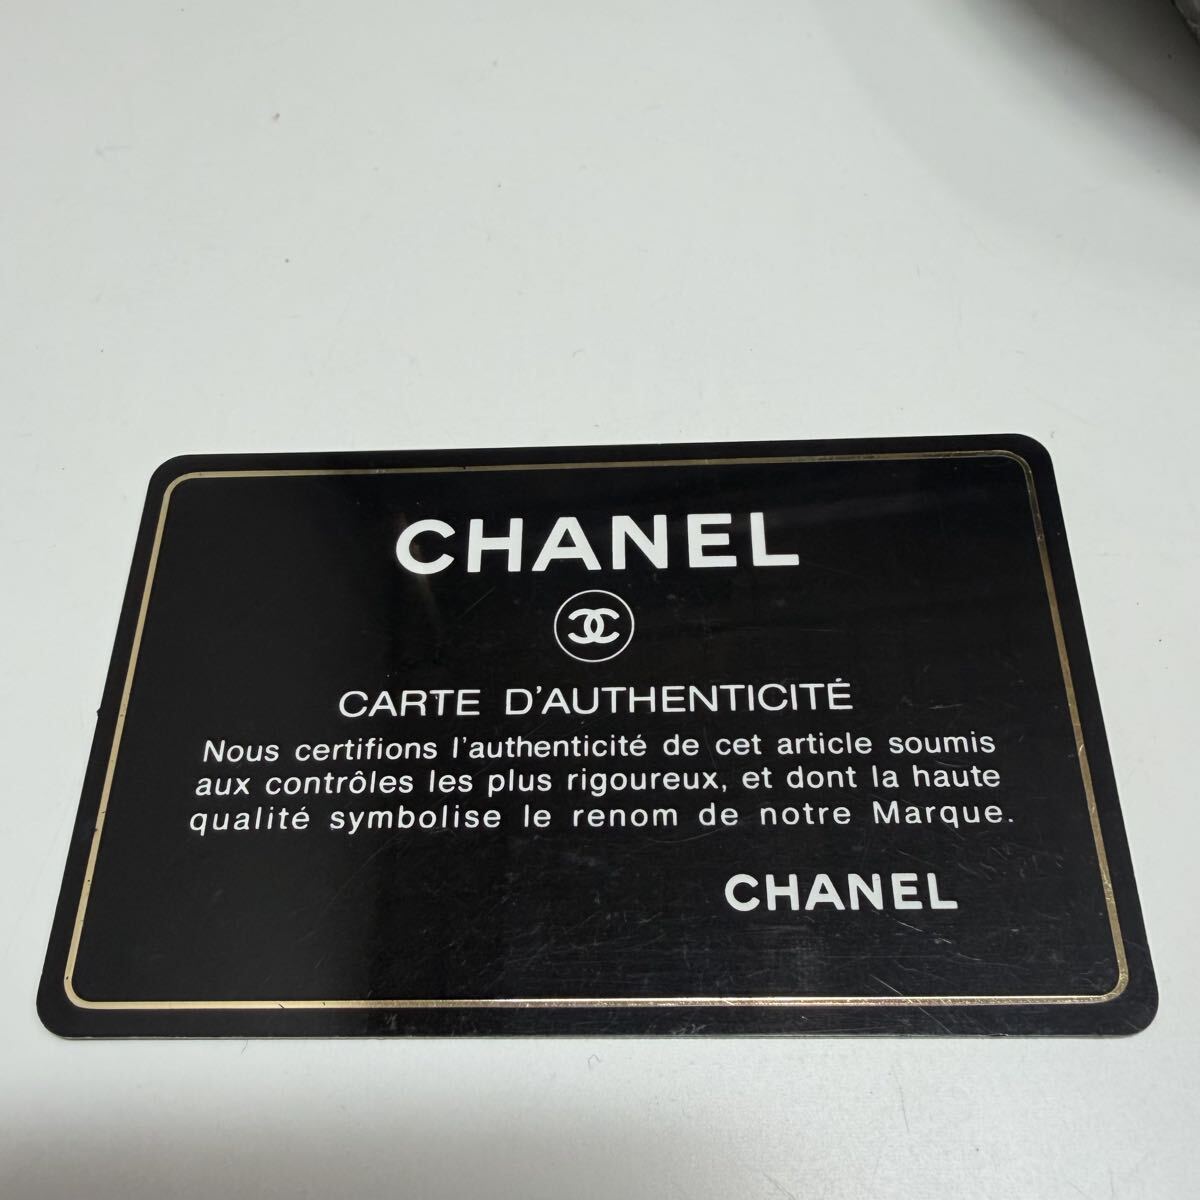 CHANEL
CARTE D'AUTHENTICITÉ
Nous certifions l'authenticité de cet article soumis
aux contrôles les plus rigoureux, et dont la haute
qualité symbolise le renom de notre Marque.
CHANEL